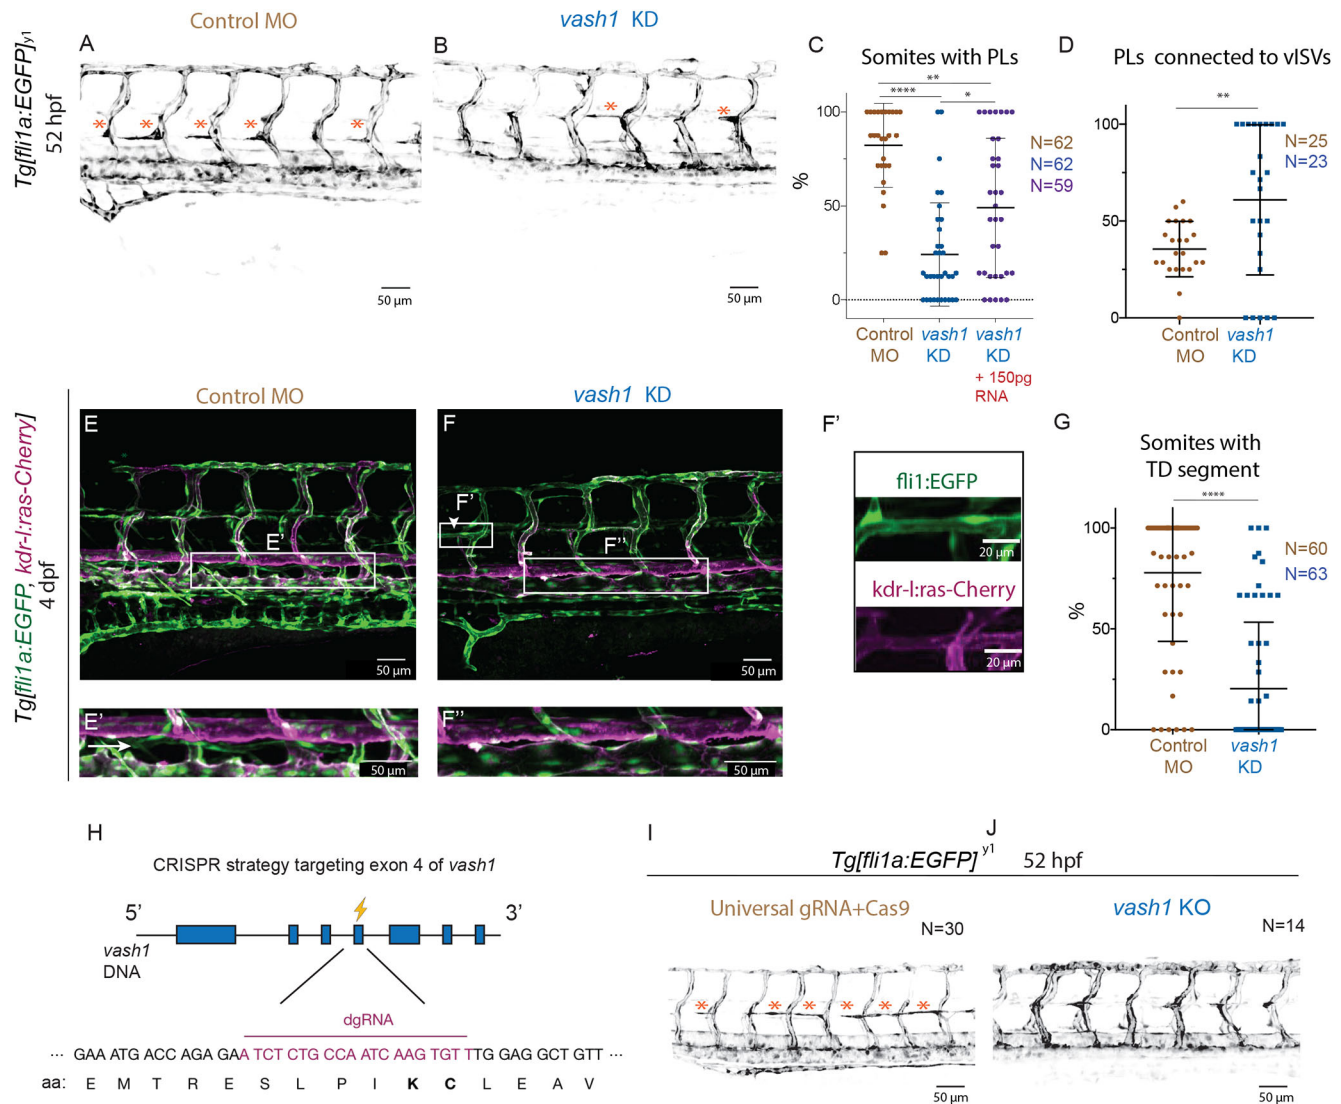 Control MO
vash1 KD
Tg[fli1a:EGFP]y1
52 hpf
A
* * * * *
50 µm
B
* *
50 µm
C
Somites with PLs
**
**** *
100
50
0
%
N=62
N=62
N=59
Control MO
vash1 KD
vash1 KD
+ 150pg RNA
D
PLs connected to vISVs
**
100
50
0
N=25
N=23
Control MO
vash1 KD
Control MO
vash1 KD
Tg[fli1a:EGFP, kdr-l:ras-Cherry]
4 dpf
E
E'
50 µm
F
F'
F''
50 µm
E'
50 µm
F''
50 µm
F'
fli1:EGFP
20 µm
kdr-l:ras-Cherry
20 µm
G
Somites with
TD segment
****
100
50
0
%
N=60
N=63
Control MO
vash1 KD
H
CRISPR strategy targeting exon 4 of vash1
5' 3'
vash1
DNA
dgRNA
... GAA ATG ACC AGA GAA TCT CTG CCA ATC AAG TGT TTG GAG GCT GTT ...
aa: E M T R E S L P I K C L E A V
I
J
Tg[fli1a:EGFP] y1 52 hpf
Universal gRNA+Cas9
N=30
* * * * * *
50 µm
vash1 KO
N=14
50 µm